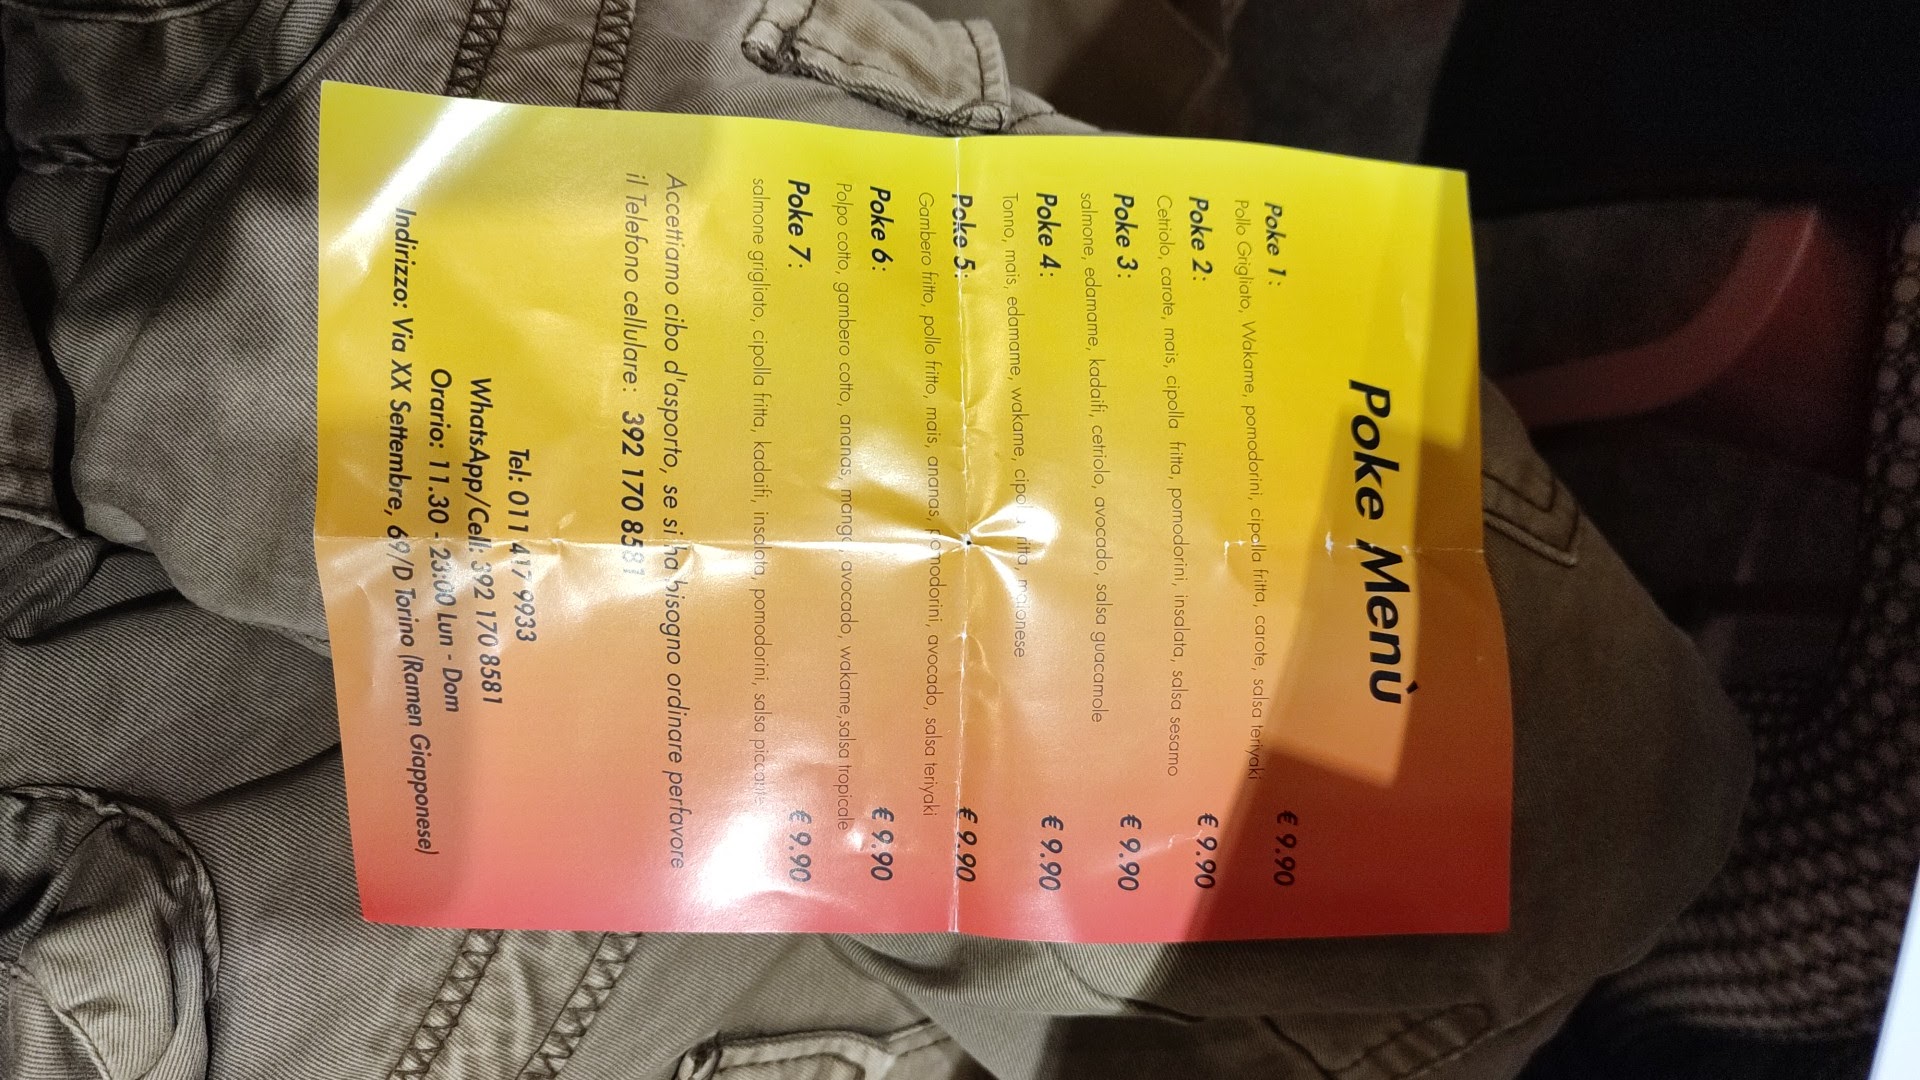 Poke Menù
Poke 1: € 9.90
Pollo Grigliato, Wakame, pomodorini, cipolla fritta, carote, salsa teriyaki
Poke 2: € 9.90
Cetriolo, carote, mais, cipolla fritta, pomodorini, insalata, salsa sesamo
Poke 3: € 9.90
salmone, edamame, kadaifi, cetriolo, avocado, salsa guacamole
Poke 4: € 9.90
Tonno, mais, edamame, wakame, cipolla fritta, maionese
Poke 5: € 9.90
Gambero fritto, pollo fritto, mais, ananas, pomodorini, avocado, salsa teriyaki
Poke 6: € 9.90
Polpo cotto, gambero cotto, ananas, mango, avocado, wakame,salsa tropicale
Poke 7: € 9.90
salmone grigliato, cipolla fritta, kadaifi, insalata, pomodorini, salsa piccante
Accettiamo cibo d'asporto, se si ha bisogno ordinare perfavore
il Telefono cellulare: 392 170 8581
Tel: 011 417 9933
WhatsApp/Cell: 392 170 8581
Orario: 11.30 - 23:00 Lun - Dom
Indirizzo: Via XX Settembre, 69/D Torino (Ramen Giapponese)